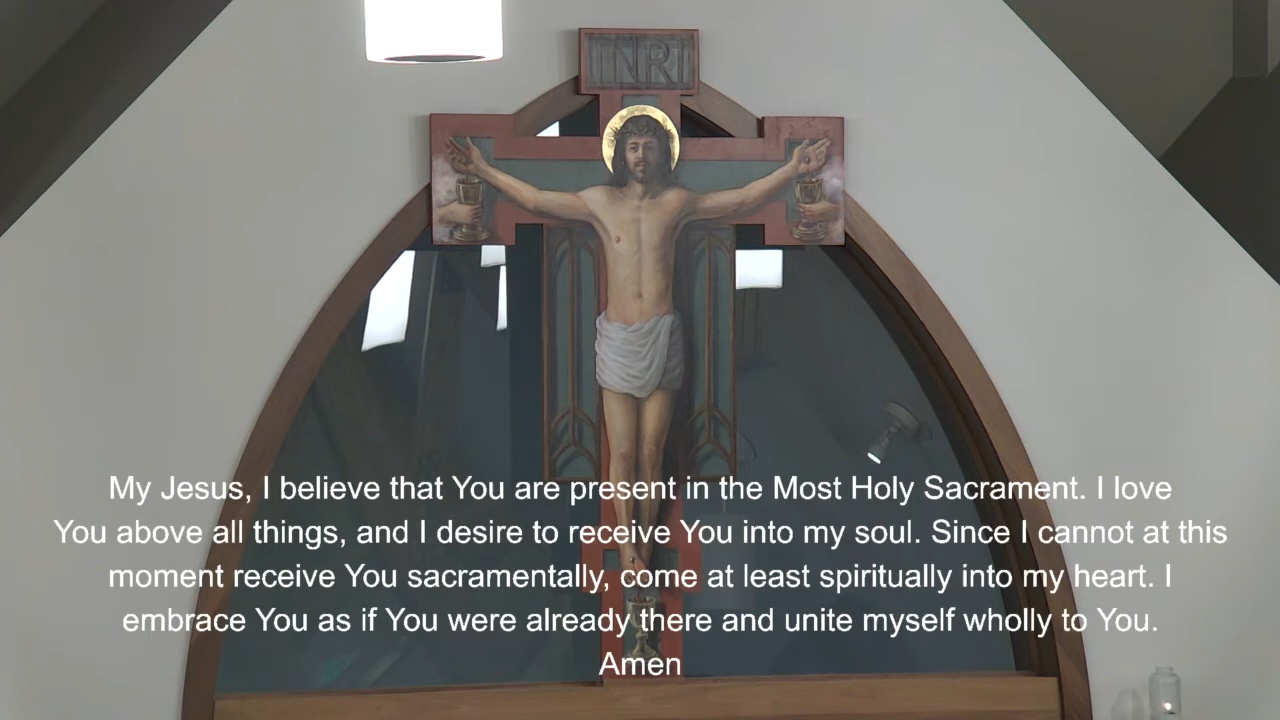 INRI
My Jesus, I believe that You are present in the Most Holy Sacrament. I love
You above all things, and I desire to receive You into my soul. Since I cannot at this
moment receive You sacramentally, come at least spiritually into my heart. I
embrace You as if You were already there and unite myself wholly to You.
Amen